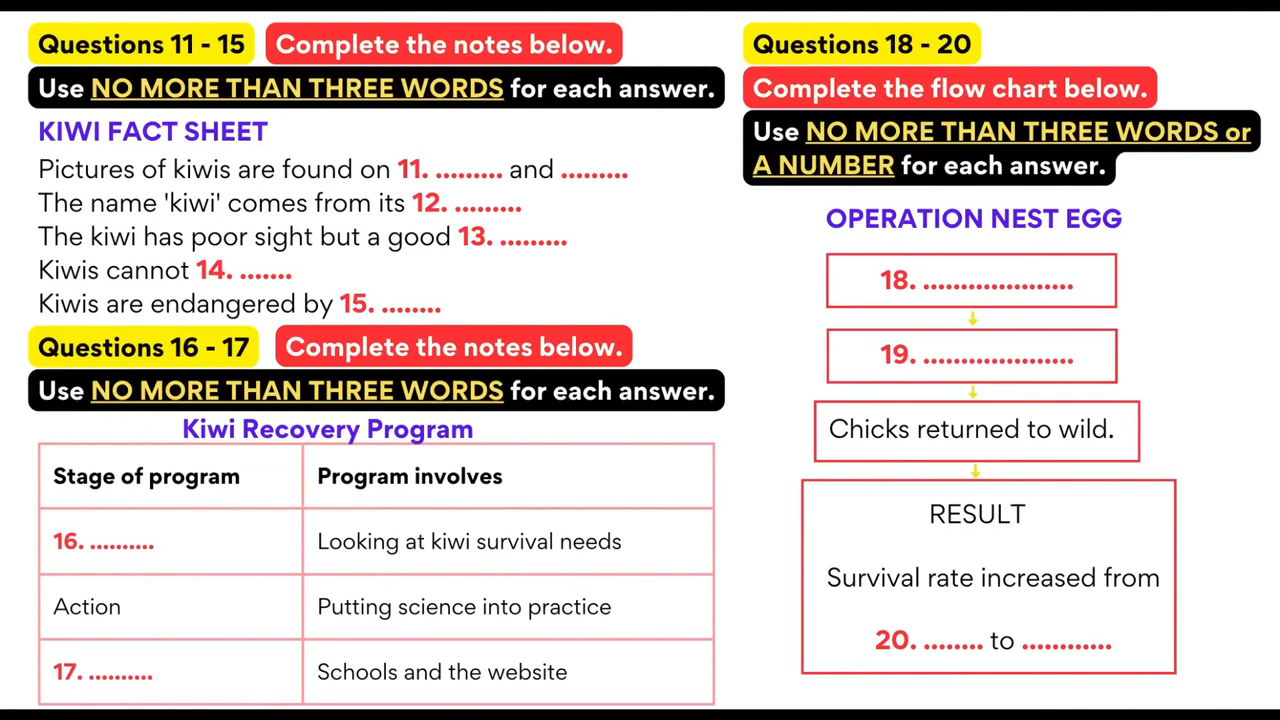 Questions 11 - 15 Complete the notes below.
Use NO MORE THAN THREE WORDS for each answer.
KIWI FACT SHEET
Pictures of kiwis are found on 11. ......... and .........
The name 'kiwi' comes from its 12. .........
The kiwi has poor sight but a good 13. .........
Kiwis cannot 14. .......
Kiwis are endangered by 15. ........
Questions 16 - 17 Complete the notes below.
Use NO MORE THAN THREE WORDS for each answer.
Kiwi Recovery Program
Stage of program Program involves
16. .......... Looking at kiwi survival needs
Action Putting science into practice
17. .......... Schools and the website
Questions 18 - 20
Complete the flow chart below.
Use NO MORE THAN THREE WORDS or
A NUMBER for each answer.
OPERATION NEST EGG
18. ....................
19. ....................
Chicks returned to wild.
RESULT
Survival rate increased from
20. ........ to ............